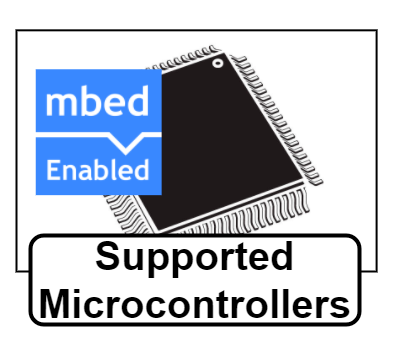 mbed
Enabled
Supported
Microcontrollers